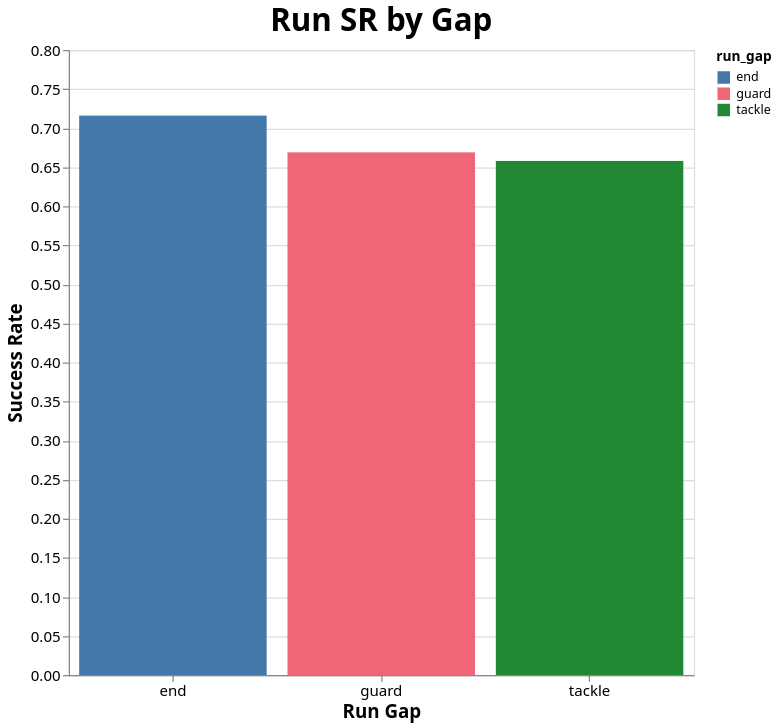 Run SR by Gap
Success Rate
0.80
0.75
0.70
0.65
0.60
0.55
0.50
0.45
0.40
0.35
0.30
0.25
0.20
0.15
0.10
0.05
0.00
end
guard
tackle
Run Gap
run_gap
end
guard
tackle